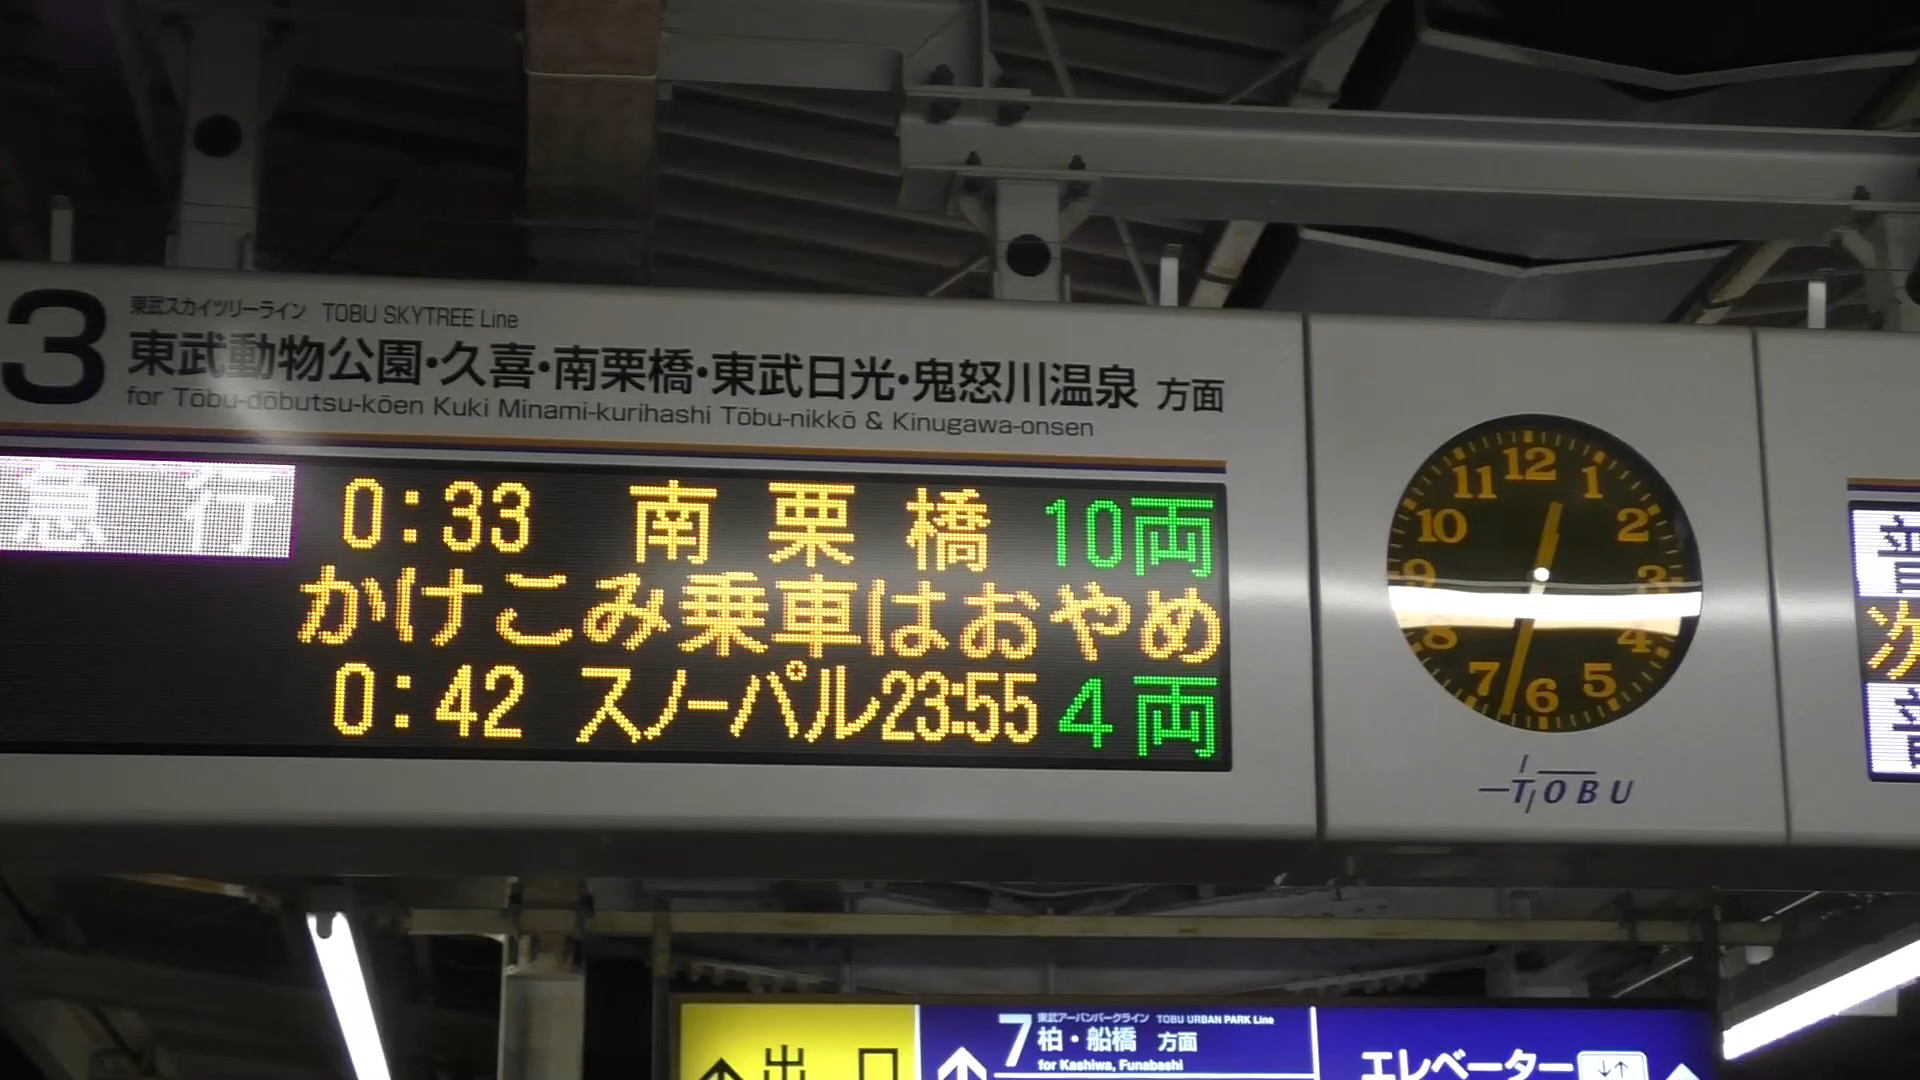 3
東武スカイツリーライン TOBU SKYTREE Line
東武動物公園・久喜・南栗橋・東武日光・鬼怒川温泉 方面
for Tōbu-dōbutsu-kōen Kuki Minami-kurihashi Tōbu-nikkō & Kinugawa-onsen
急行 0:33 南栗橋 10両
かけこみ乗車はおやめ
0:42 スノーパル23:55 4両
12 1 2 3 4 5 6 7 8 9 10 11
TOBU
次
出口
7 東武アーバンパークライン TOBU URBAN PARK Line
柏・船橋 方面
for Kashiwa, Funabashi
エレベーター